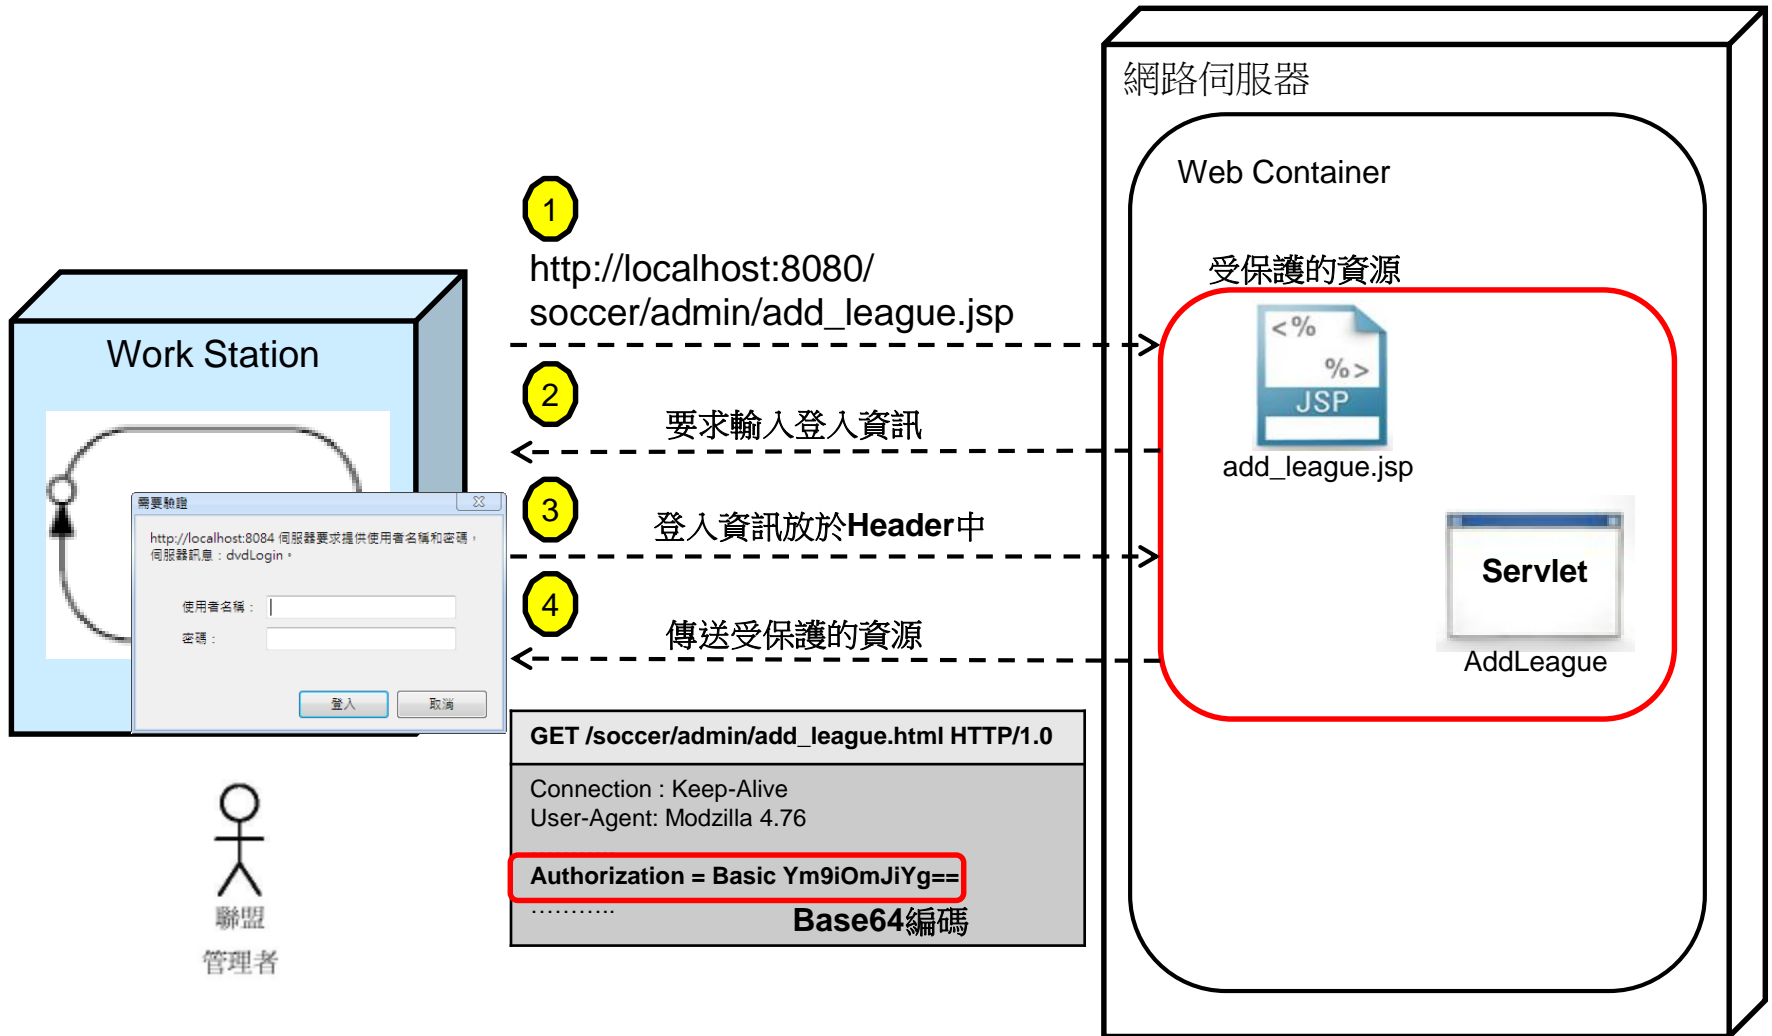 網路伺服器
Web Container
受保護的資源
<%
%>
JSP
add_league.jsp
Servlet
AddLeague
1
http://localhost:8080/
soccer/admin/add_league.jsp
2
要求輸入登入資訊
3
登入資訊放於Header中
4
傳送受保護的資源
Work Station
需要驗證
http://localhost:8084 伺服器要求提供使用者名稱和密碼。
伺服器訊息：dvdLogin。
使用者名稱：
密碼：
登入
取消
GET /soccer/admin/add_league.html HTTP/1.0
Connection : Keep-Alive
User-Agent: Modzilla 4.76
………..
Authorization = Basic Ym9iOmJiYg==
………..
Base64編碼
聯盟
管理者